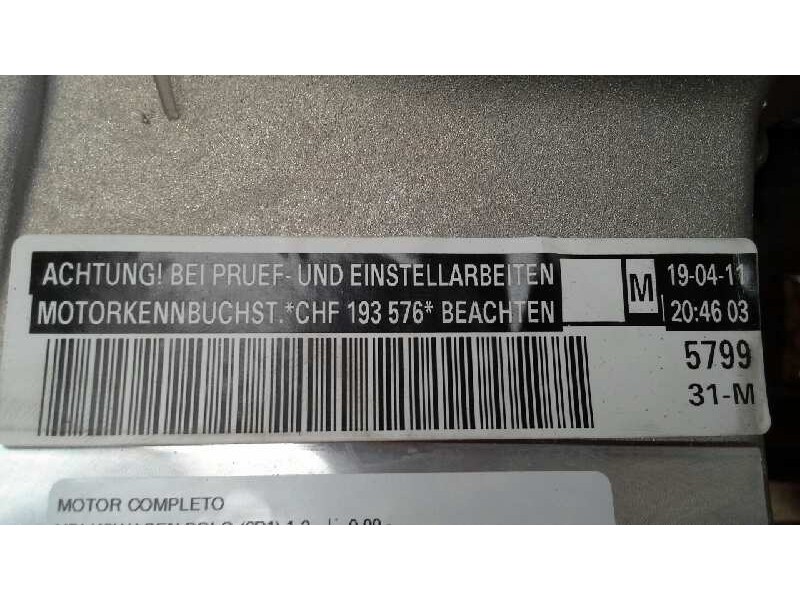 ACHTUNG! BEI PRUEF- UND EINSTELLARBEITEN M 19-04-11
MOTORKENNBUCHST.*CHF 193 576* BEACHTEN 20:46 03
5799
31-M
MOTOR COMPLETO